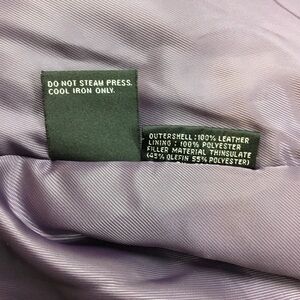 DO NOT STEAM PRESS.
COOL IRON ONLY.
OUTERSHELL:100% LEATHER
LINING : 100% POLYESTER
FILLER MATERIAL THINSULATE
(45% OLEFIN 55% POLYESTER)